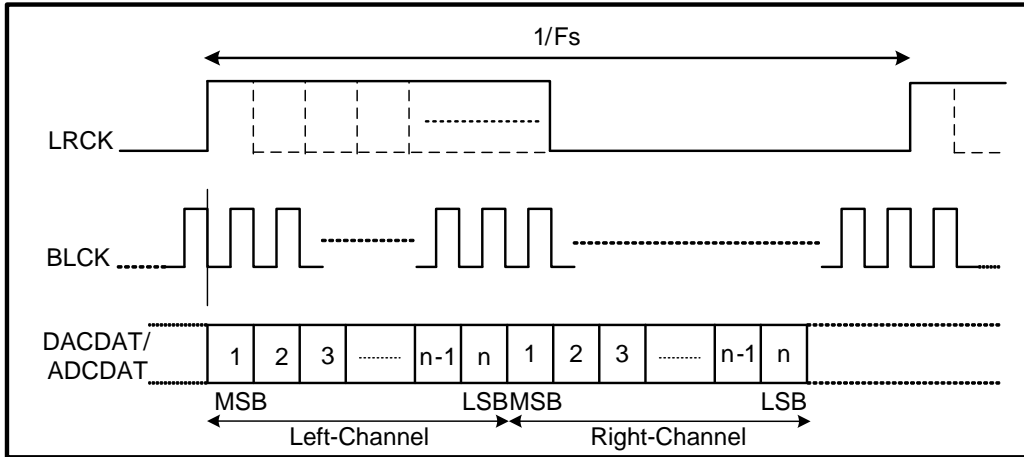 1/Fs
LRCK
BLCK
DACDAT/
ADCDAT
1 2 3 n-1 n 1 2 3 n-1 n
MSB LSB MSB LSB
Left-Channel Right-Channel